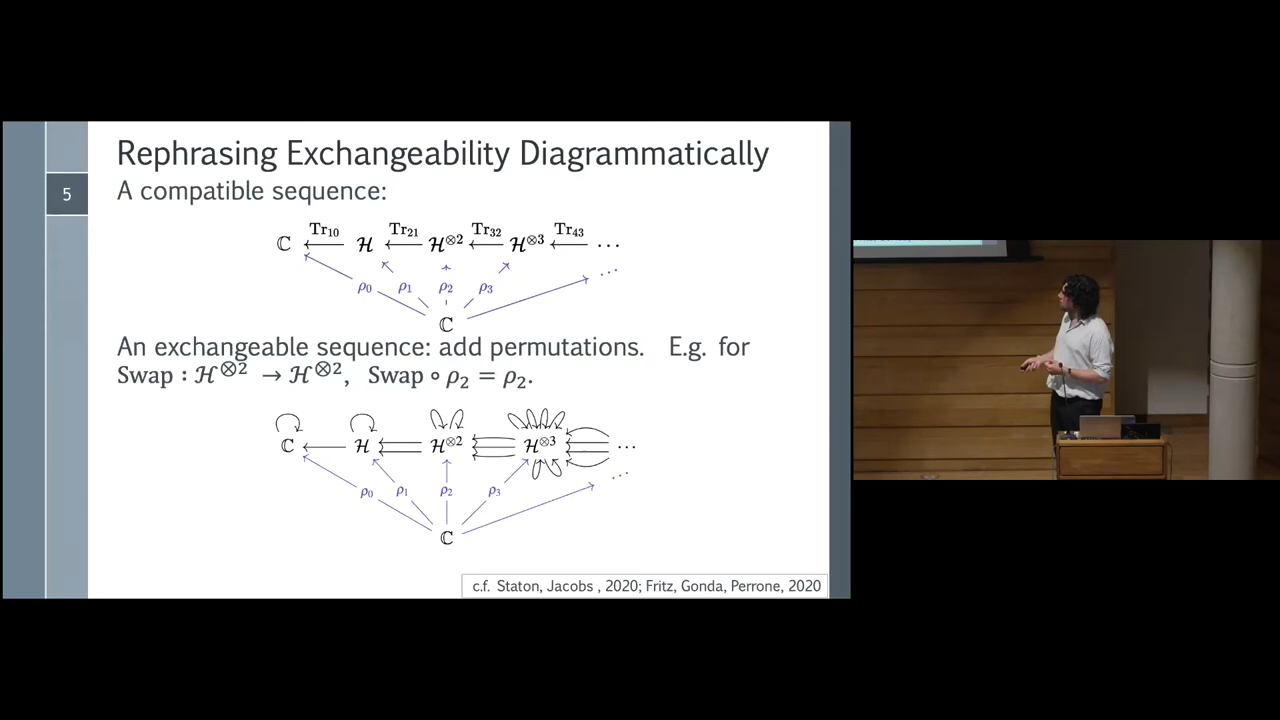 Rephrasing Exchangeability Diagrammatically
5
A compatible sequence:
Tr₁₀ Tr₂₁ Tr₃₂ Tr₄₃
ℂ ℋ ℋ⊗2 ℋ⊗3 ⋯
⋯
ρ₀ ρ₁ ρ₂ ρ₃
ℂ
An exchangeable sequence: add permutations. E.g. for
Swap : ℋ⊗2 → ℋ⊗2, Swap ∘ ρ₂ = ρ₂.
ℂ ℋ ℋ⊗2 ℋ⊗3 ⋯
⋯
ρ₀ ρ₁ ρ₂ ρ₃
ℂ
c.f. Staton, Jacobs , 2020; Fritz, Gonda, Perrone, 2020